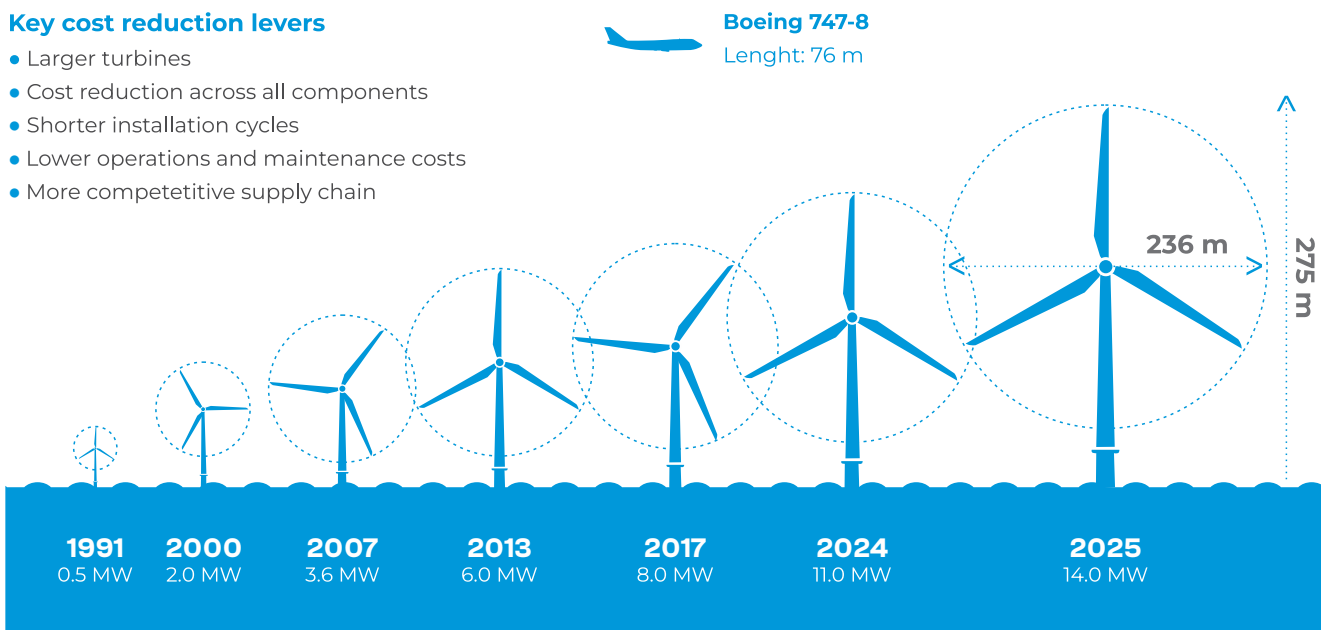 Key cost reduction levers
• Larger turbines
• Cost reduction across all components
• Shorter installation cycles
• Lower operations and maintenance costs
• More competetitive supply chain
Boeing 747-8
Lenght: 76 m
236 m
275 m
1991
0.5 MW
2000
2.0 MW
2007
3.6 MW
2013
6.0 MW
2017
8.0 MW
2024
11.0 MW
2025
14.0 MW